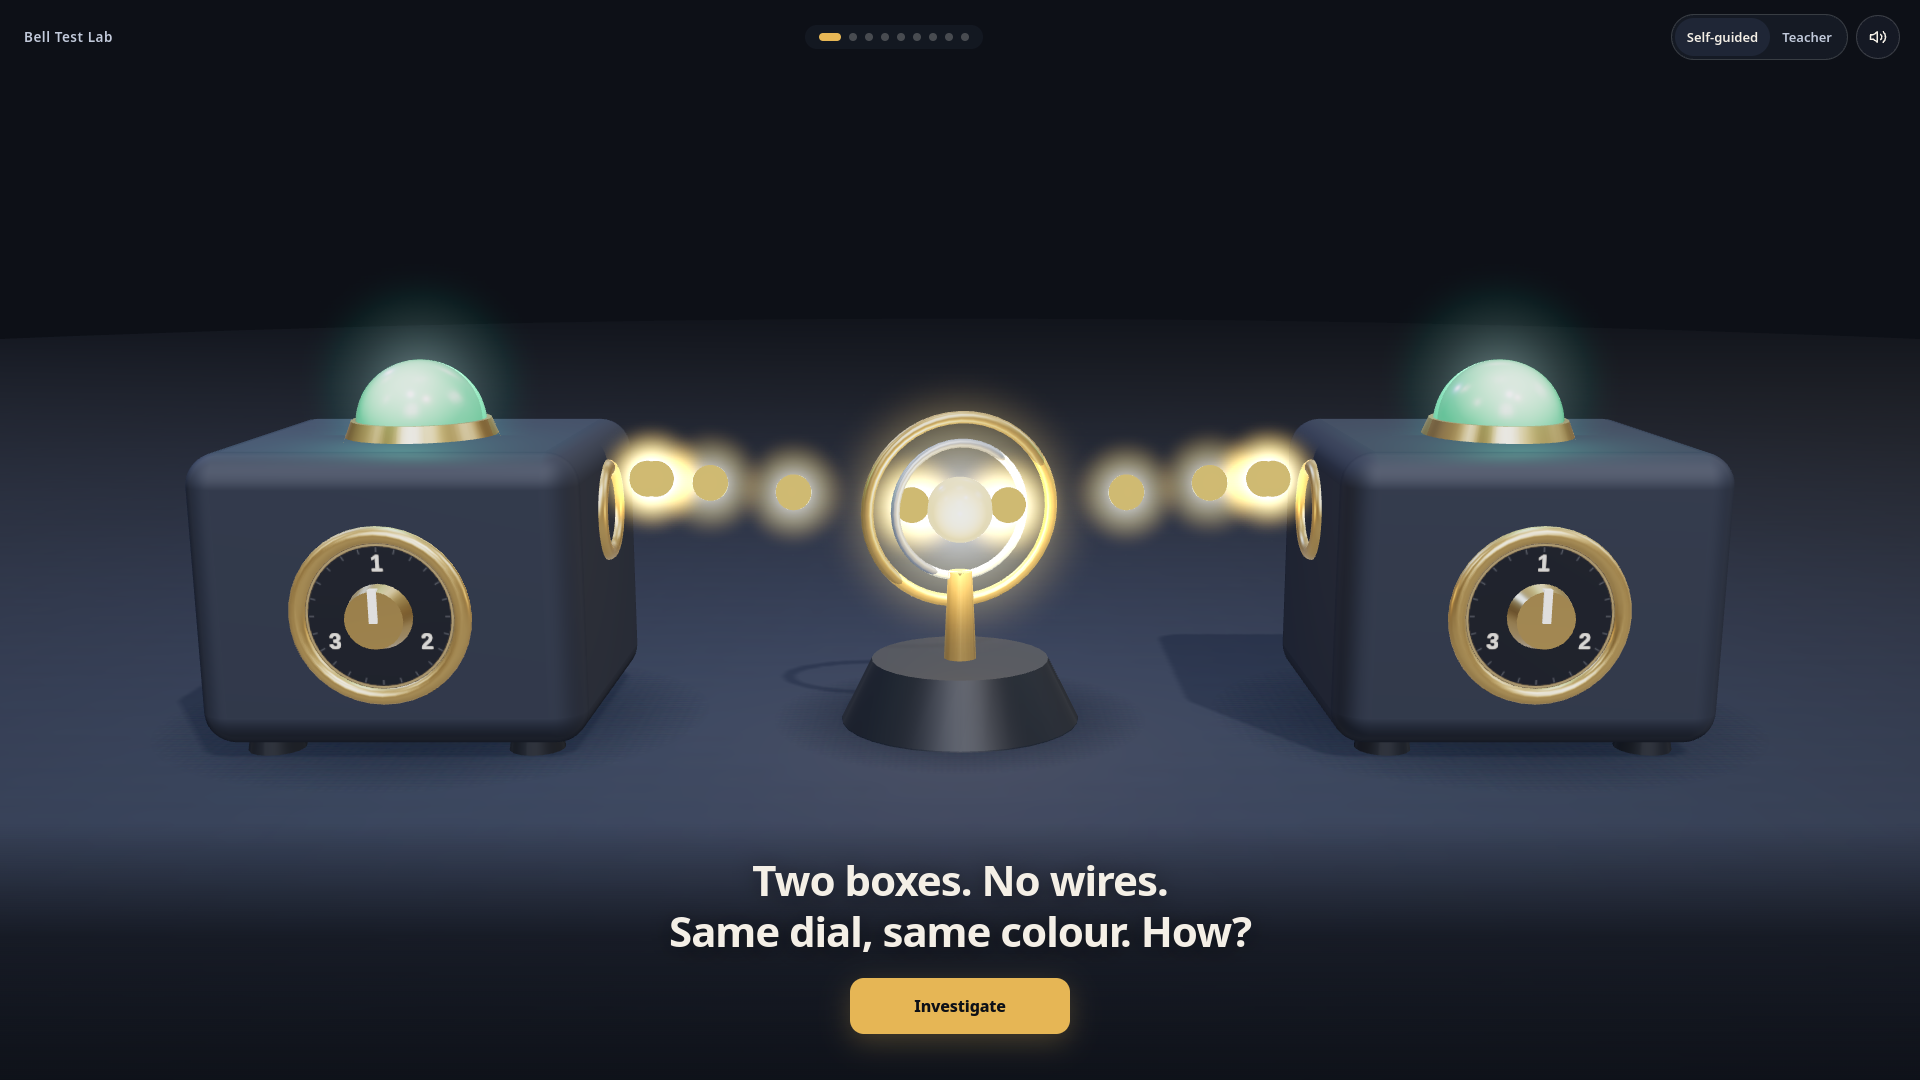 Bell Test Lab
Self-guided
Teacher
1
3
2
1
3
2
Two boxes. No wires.
Same dial, same colour. How?
Investigate